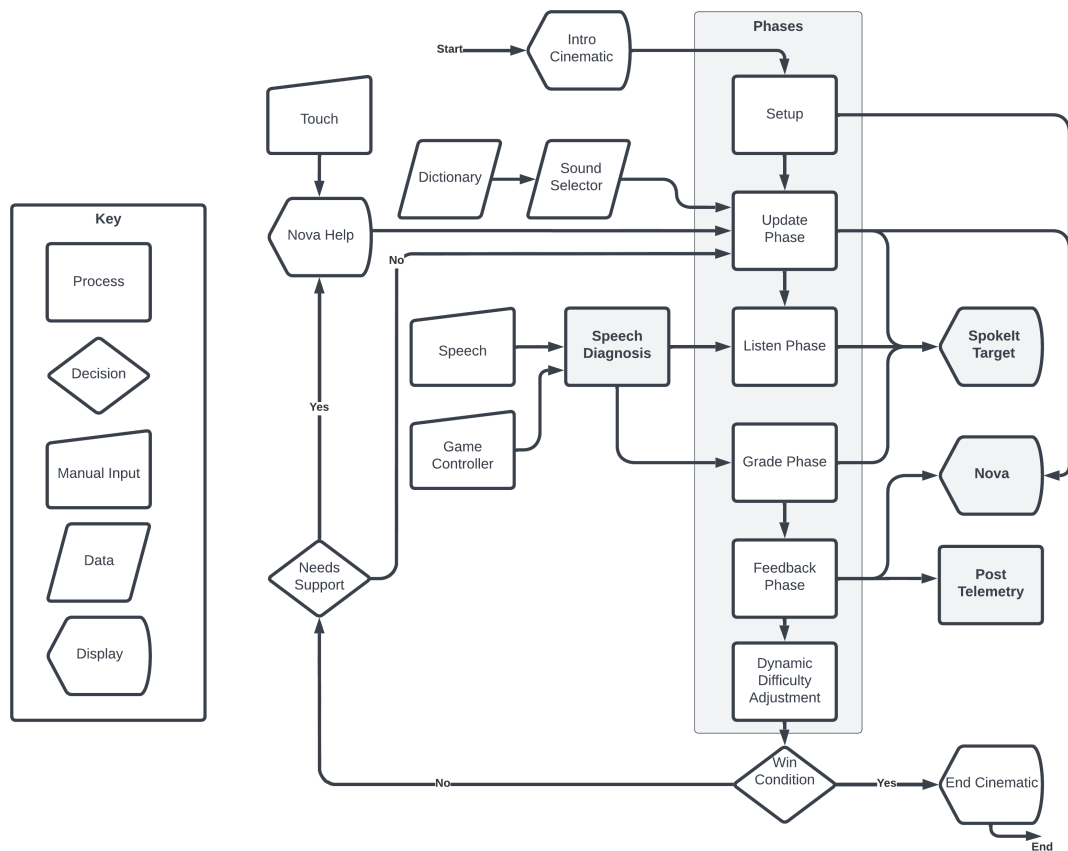 Phases
Start
Intro
Cinematic
Setup
Touch
Dictionary
Sound
Selector
Update
Phase
Nova Help
No
Key
Process
Decision
Manual Input
Data
Display
Speech
Speech
Diagnosis
Listen Phase
SpokeIt
Target
Yes
Game
Controller
Grade Phase
Nova
Needs
Support
Feedback
Phase
Post
Telemetry
Dynamic
Difficulty
Adjustment
Win
Condition
No
Yes
End Cinematic
End